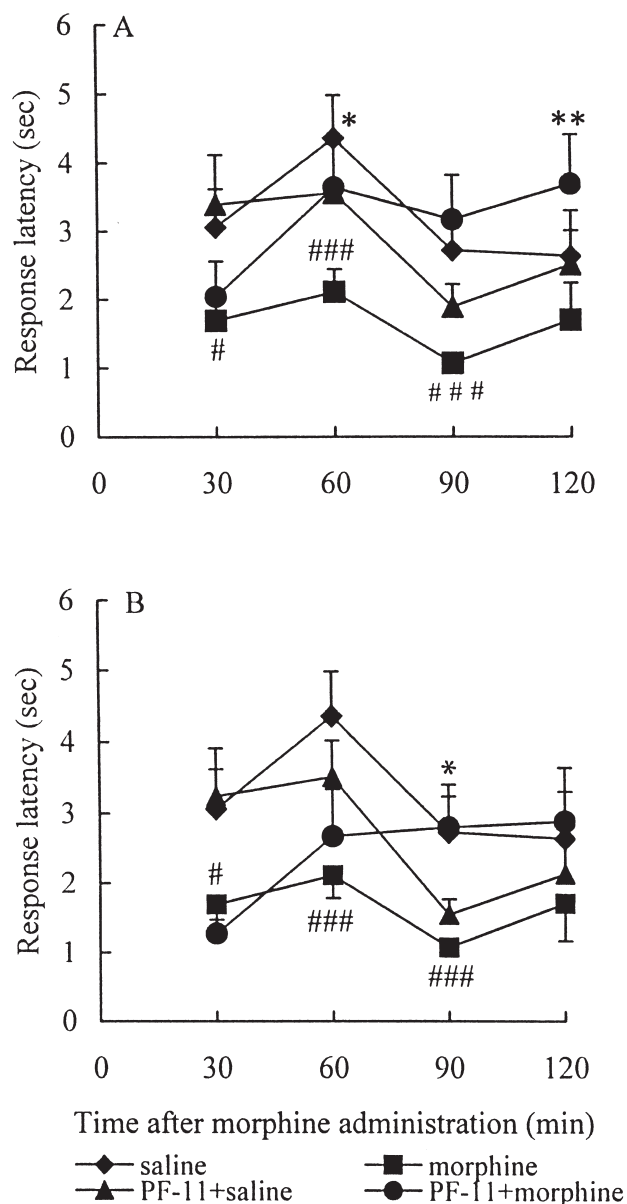 6 A
5
4
3
2
1
0
Response latency (sec)
* **
###
#
# # #
0 30 60 90 120
6 B
5
4
3
2
1
0
Response latency (sec)
*
#
###
###
0 30 60 90 120
Time after morphine administration (min)
saline morphine
PF-11+saline PF-11+morphine